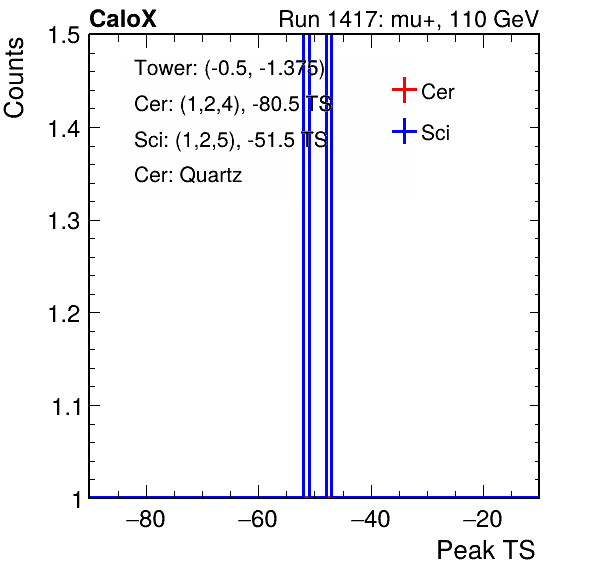 CaloX Run 1417: mu+, 110 GeV
Counts
1.5
1.4
1.3
1.2
1.1
1
Tower: (-0.5, -1.375)
Cer: (1,2,4), -80.5 TS
Sci: (1,2,5), -51.5 TS
Cer: Quartz
Cer
Sci
−80 −60 −40 −20
Peak TS